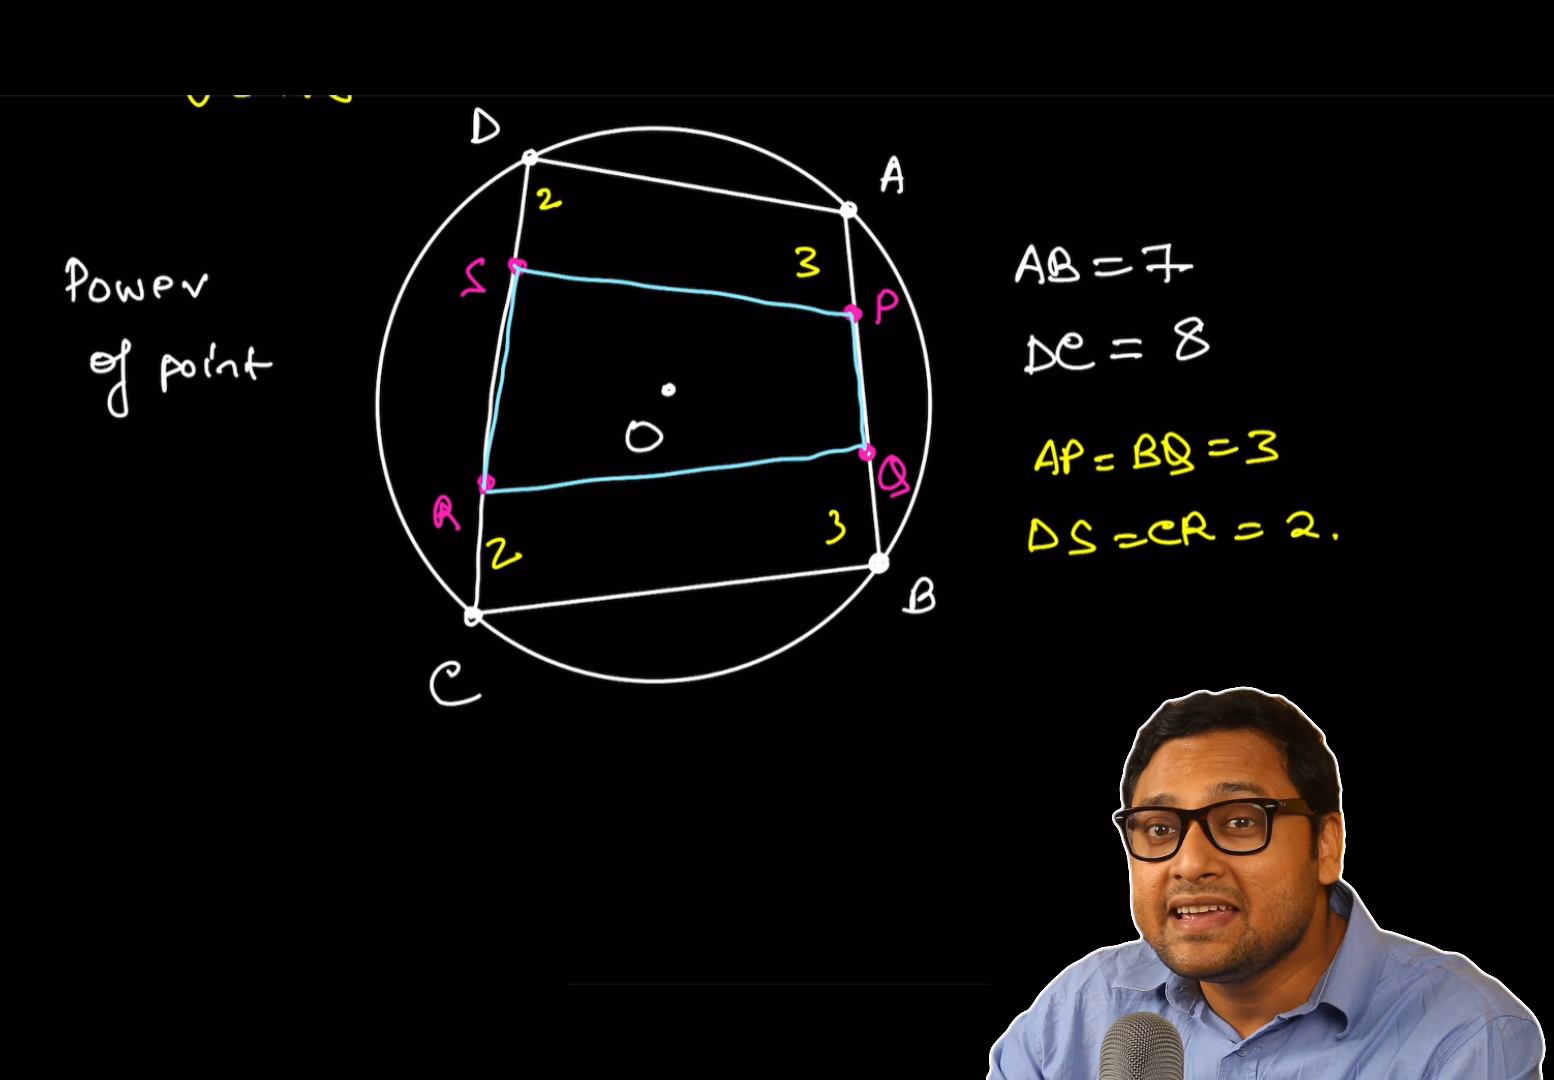 D
A
2
3
S
P
Power
of point
O
Q
R
2
3
B
C
AB = 7
DC = 8
AP = BQ = 3
DS = CR = 2.